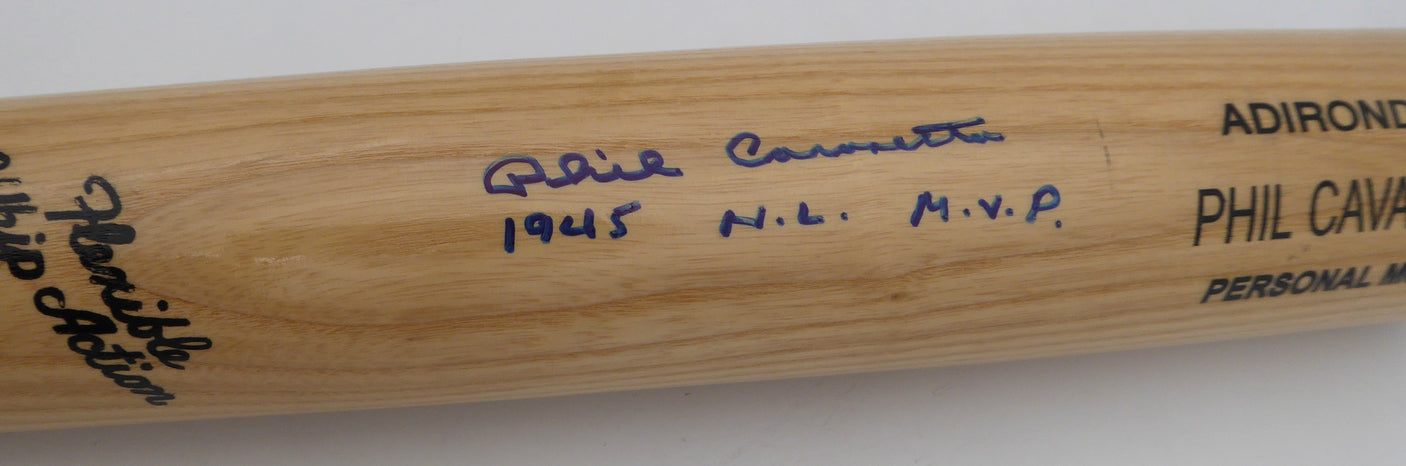 Flexible
Whip Action
Phil Cavarretta
1945 N.L. M.V.P.
ADIROND
PHIL CAVA
PERSONAL M